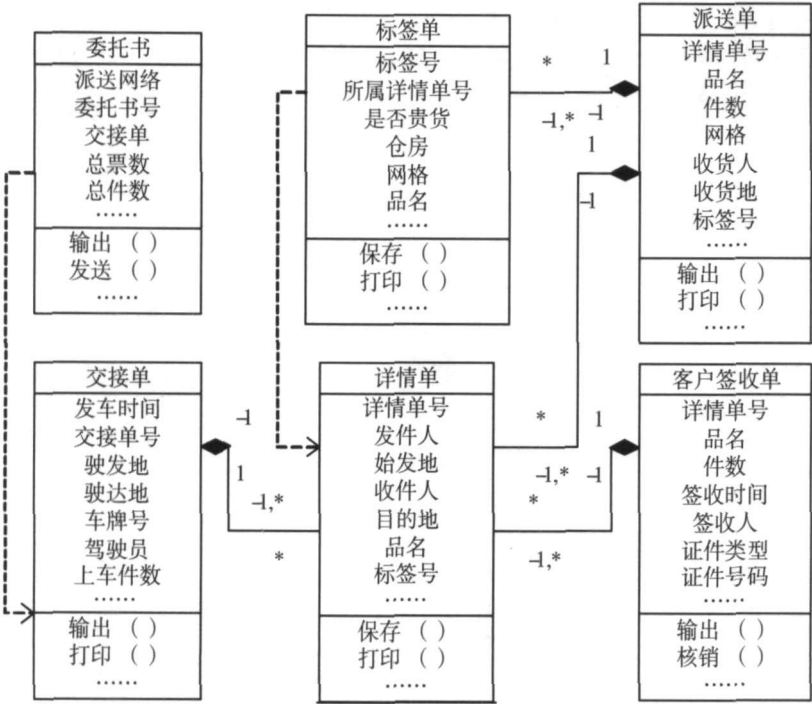 委托书
派送网络
委托书号
交接单
总票数
总件数
……
输出 （ ）
发送 （ ）
……
标签单
标签号
所属详情单号
是否贵货
仓房
网格
品名
……
保存 （ ）
打印 （ ）
……
*
1
-1,*
-1
1
-1
派送单
详情单号
品名
件数
网格
收货人
收货地
标签号
……
输出 （ ）
打印 （ ）
……
交接单
发车时间
交接单号
驶发地
驶达地
车牌号
驾驶员
上车件数
……
输出 （ ）
打印 （ ）
……
-1
1
-1,*
*
详情单
详情单号
发件人
始发地
收件人
目的地
品名
标签号
……
保存 （ ）
打印 （ ）
……
*
1
-1,*
-1
*
-1,*
客户签收单
详情单号
品名
件数
签收时间
签收人
证件类型
证件号码
……
输出 （ ）
核销 （ ）
……